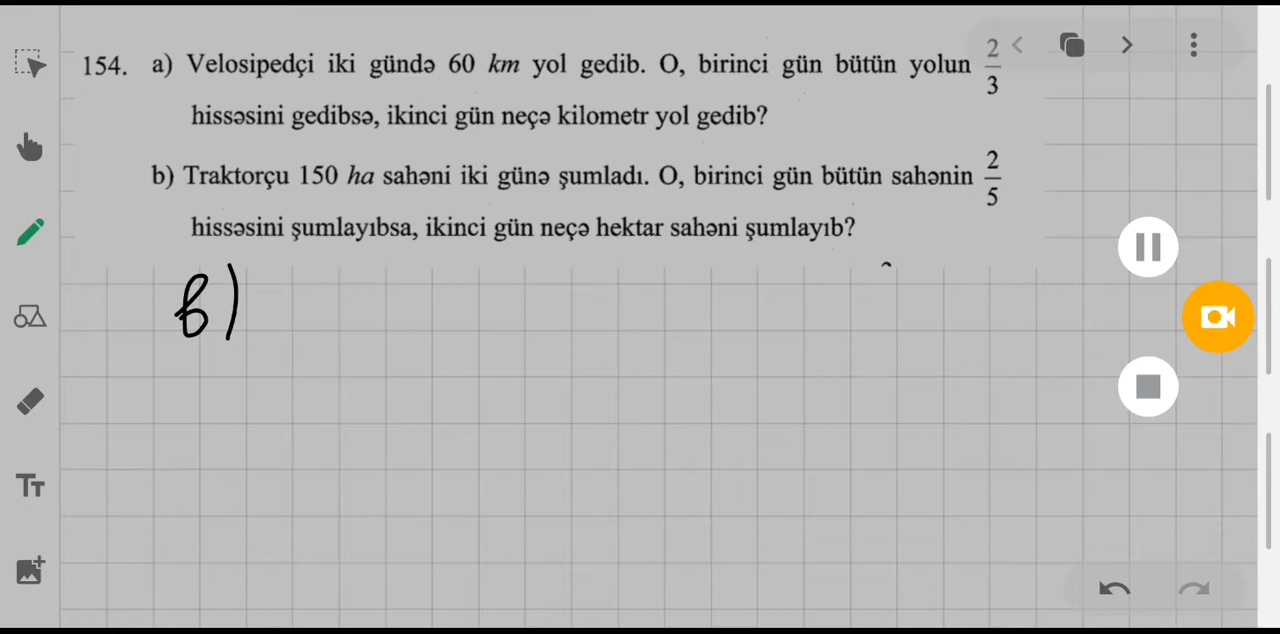 154. a) Velosipedçi iki gündə 60 km yol gedib. O, birinci gün bütün yolun 2/3
hissəsini gedibsə, ikinci gün neçə kilometr yol gedib?
b) Traktorçu 150 ha sahəni iki günə şumladı. O, birinci gün bütün sahənin 2/5
hissəsini şumlayıbsa, ikinci gün neçə hektar sahəni şumlayıb?
b)
TT